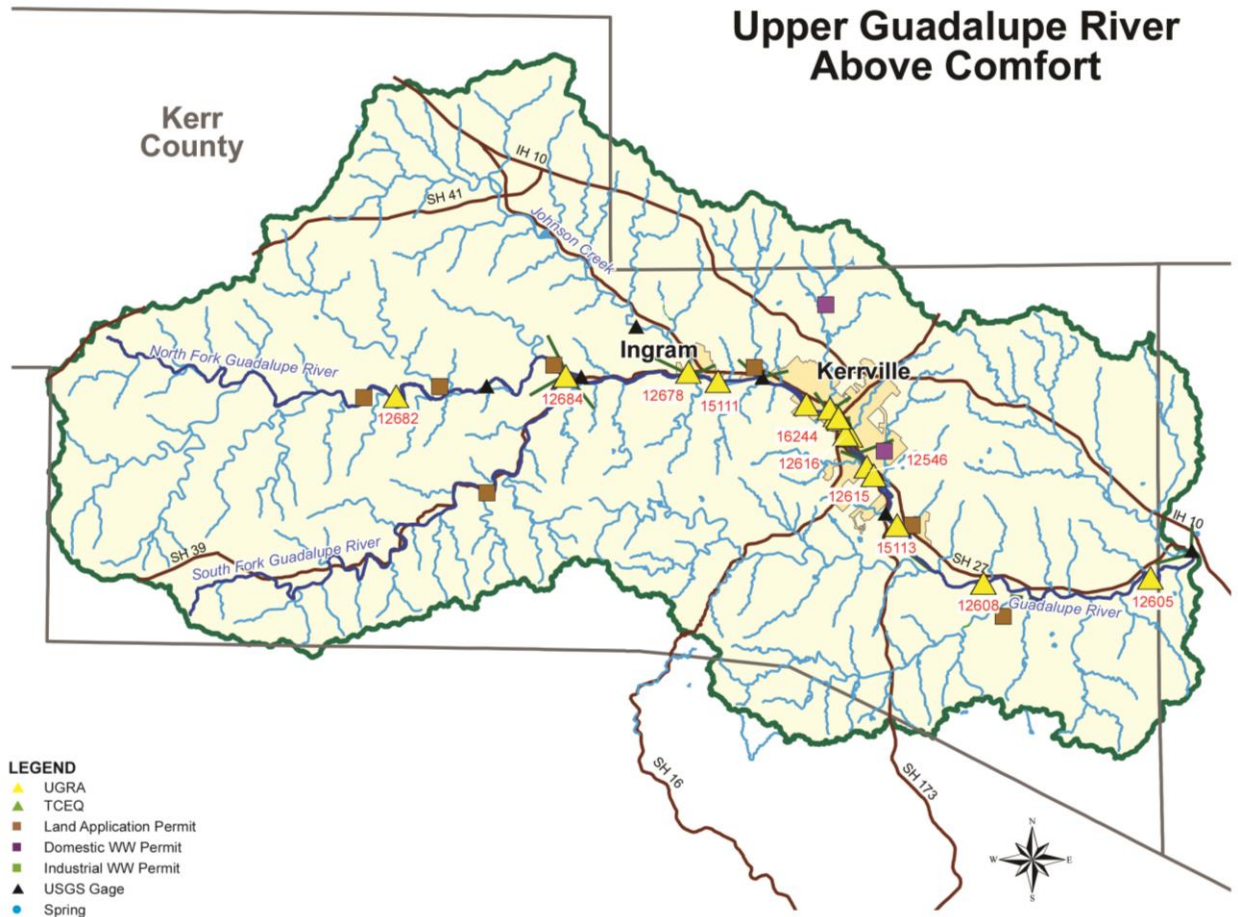 Upper Guadalupe River
Above Comfort
Kerr
County
IH 10
SH 41
Johnson Creek
North Fork Guadalupe River
Ingram
Kerrville
12682
12684
12678
15111
16244
12616
12546
12615
15113
SH 39
South Fork Guadalupe River
IH 10
SH 27
12608
Guadalupe River
12605
SH 16
SH 173
LEGEND
UGRA
TCEQ
Land Application Permit
Domestic WW Permit
Industrial WW Permit
USGS Gage
Spring
N
W
E
S